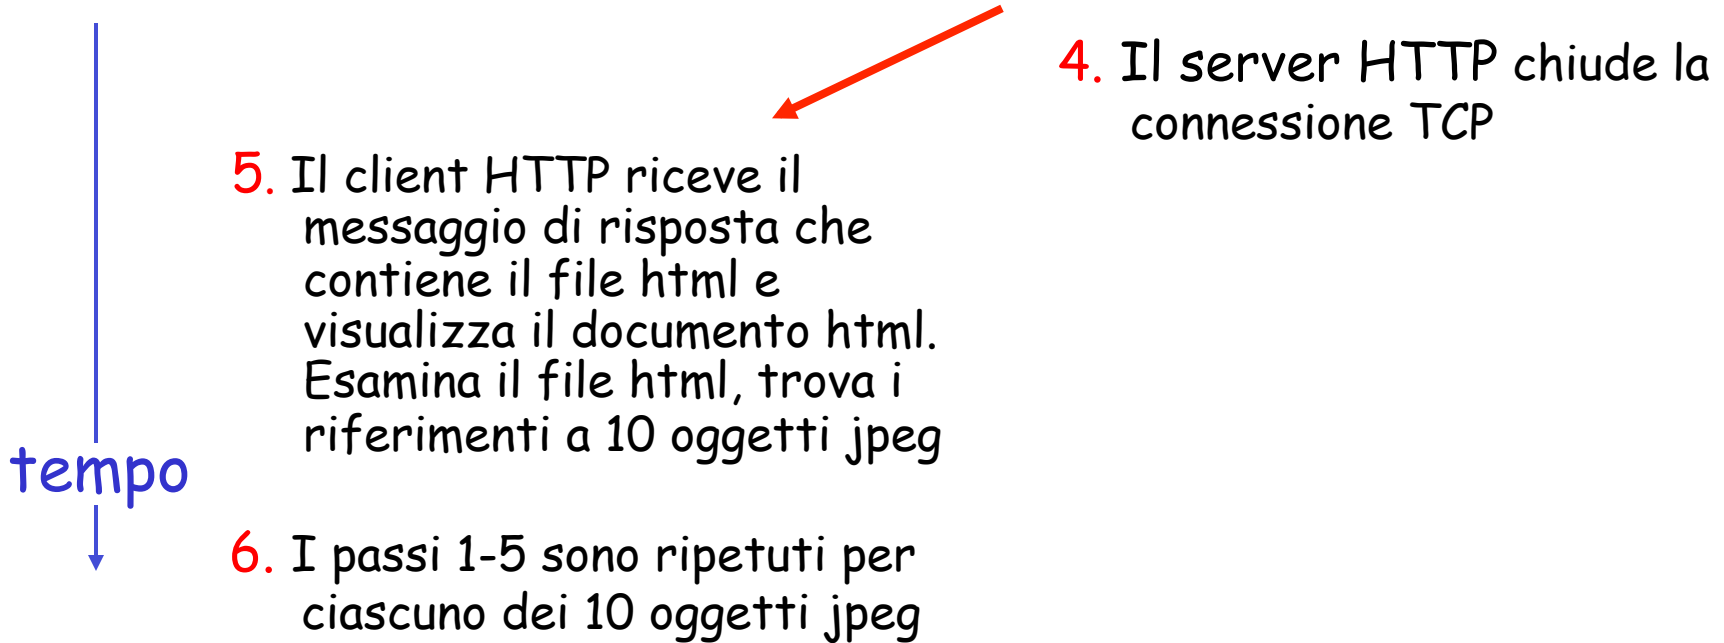 4. Il server HTTP chiude la
connessione TCP
5. Il client HTTP riceve il
messaggio di risposta che
contiene il file html e
visualizza il documento html.
Esamina il file html, trova i
riferimenti a 10 oggetti jpeg
tempo
6. I passi 1-5 sono ripetuti per
ciascuno dei 10 oggetti jpeg